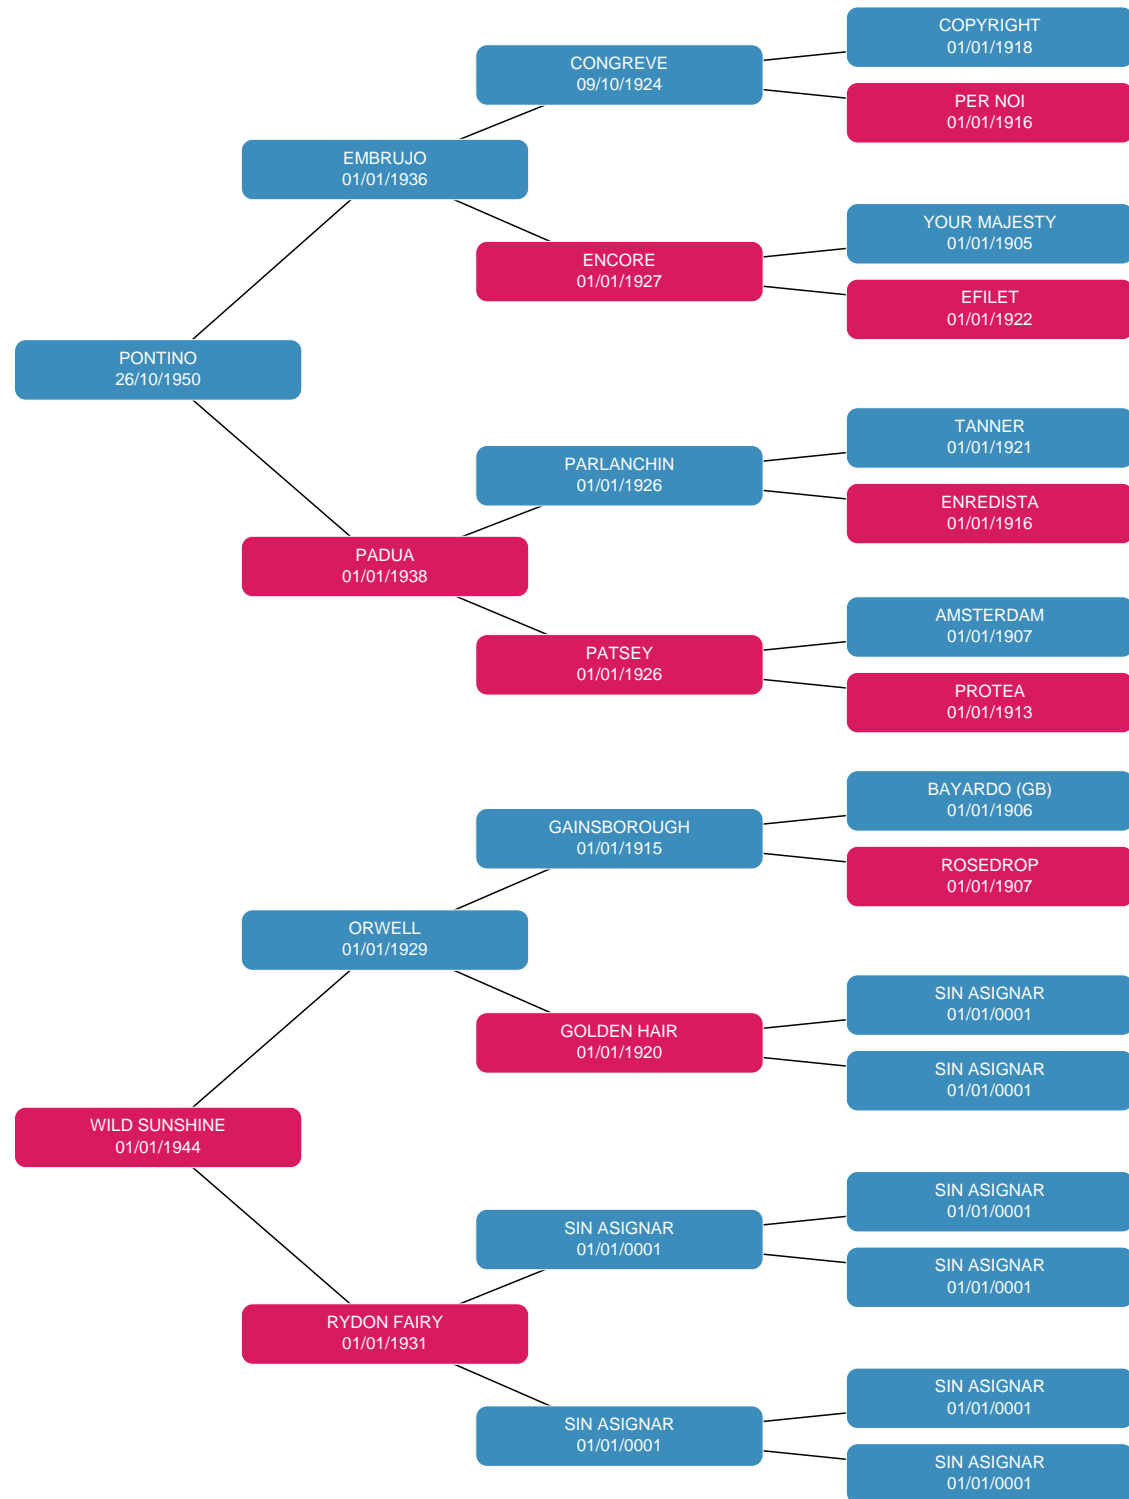 COPYRIGHT
01/01/1918
CONGREVE
09/10/1924
PER NOI
01/01/1916
EMBRUJO
01/01/1936
YOUR MAJESTY
01/01/1905
ENCORE
01/01/1927
EFILET
01/01/1922
PONTINO
26/10/1950
TANNER
01/01/1921
PARLANCHIN
01/01/1926
ENREDISTA
01/01/1916
PADUA
01/01/1938
AMSTERDAM
01/01/1907
PATSEY
01/01/1926
PROTEA
01/01/1913
BAYARDO (GB)
01/01/1906
GAINSBOROUGH
01/01/1915
ROSEDROP
01/01/1907
ORWELL
01/01/1929
SIN ASIGNAR
01/01/0001
GOLDEN HAIR
01/01/1920
SIN ASIGNAR
01/01/0001
WILD SUNSHINE
01/01/1944
SIN ASIGNAR
01/01/0001
SIN ASIGNAR
01/01/0001
SIN ASIGNAR
01/01/0001
RYDON FAIRY
01/01/1931
SIN ASIGNAR
01/01/0001
SIN ASIGNAR
01/01/0001
SIN ASIGNAR
01/01/0001